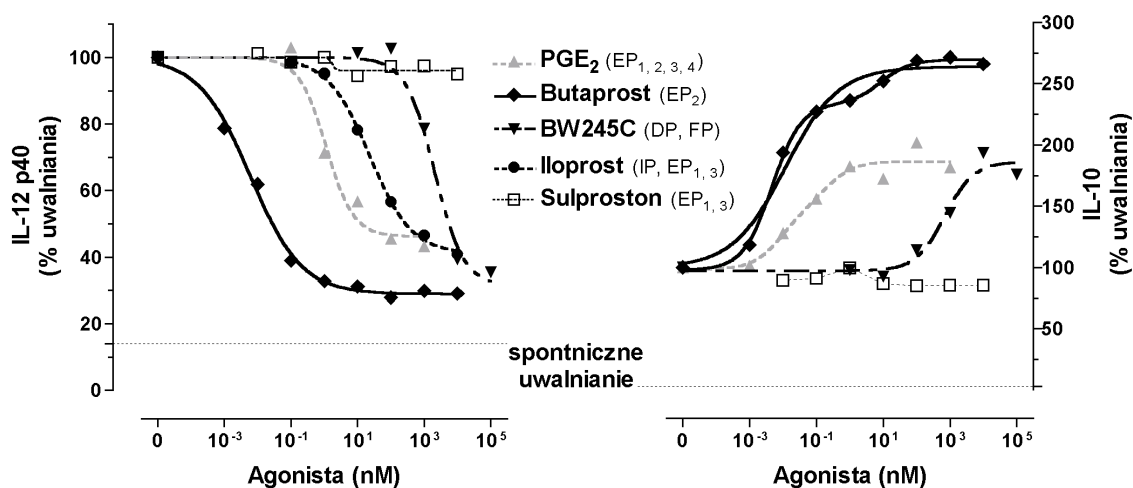 IL-12 p40
(% uwalniania)
100
80
60
40
20
0
0 10⁻³ 10⁻¹ 10¹ 10³ 10⁵
Agonista (nM)
PGE₂ (EP₁, ₂, ₃, ₄)
Butaprost (EP₂)
BW245C (DP, FP)
Iloprost (IP, EP₁,₃)
Sulproston (EP₁,₃)
spontniczne
uwalnianie
300
250
200
150
100
50
IL-10
(% uwalniania)
0 10⁻³ 10⁻¹ 10¹ 10³ 10⁵
Agonista (nM)